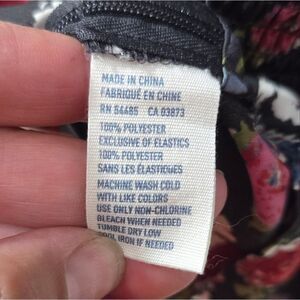 MADE IN CHINA
FABRIQUÉ EN CHINE
RN 54485 CA 03873
100% POLYESTER
EXCLUSIVE OF ELASTICS
100% POLYESTER
SANS LES ÉLASTIQUES
MACHINE WASH COLD
WITH LIKE COLORS
USE ONLY NON-CHLORINE
BLEACH WHEN NEEDED
TUMBLE DRY LOW
COOL IRON IF NEEDED